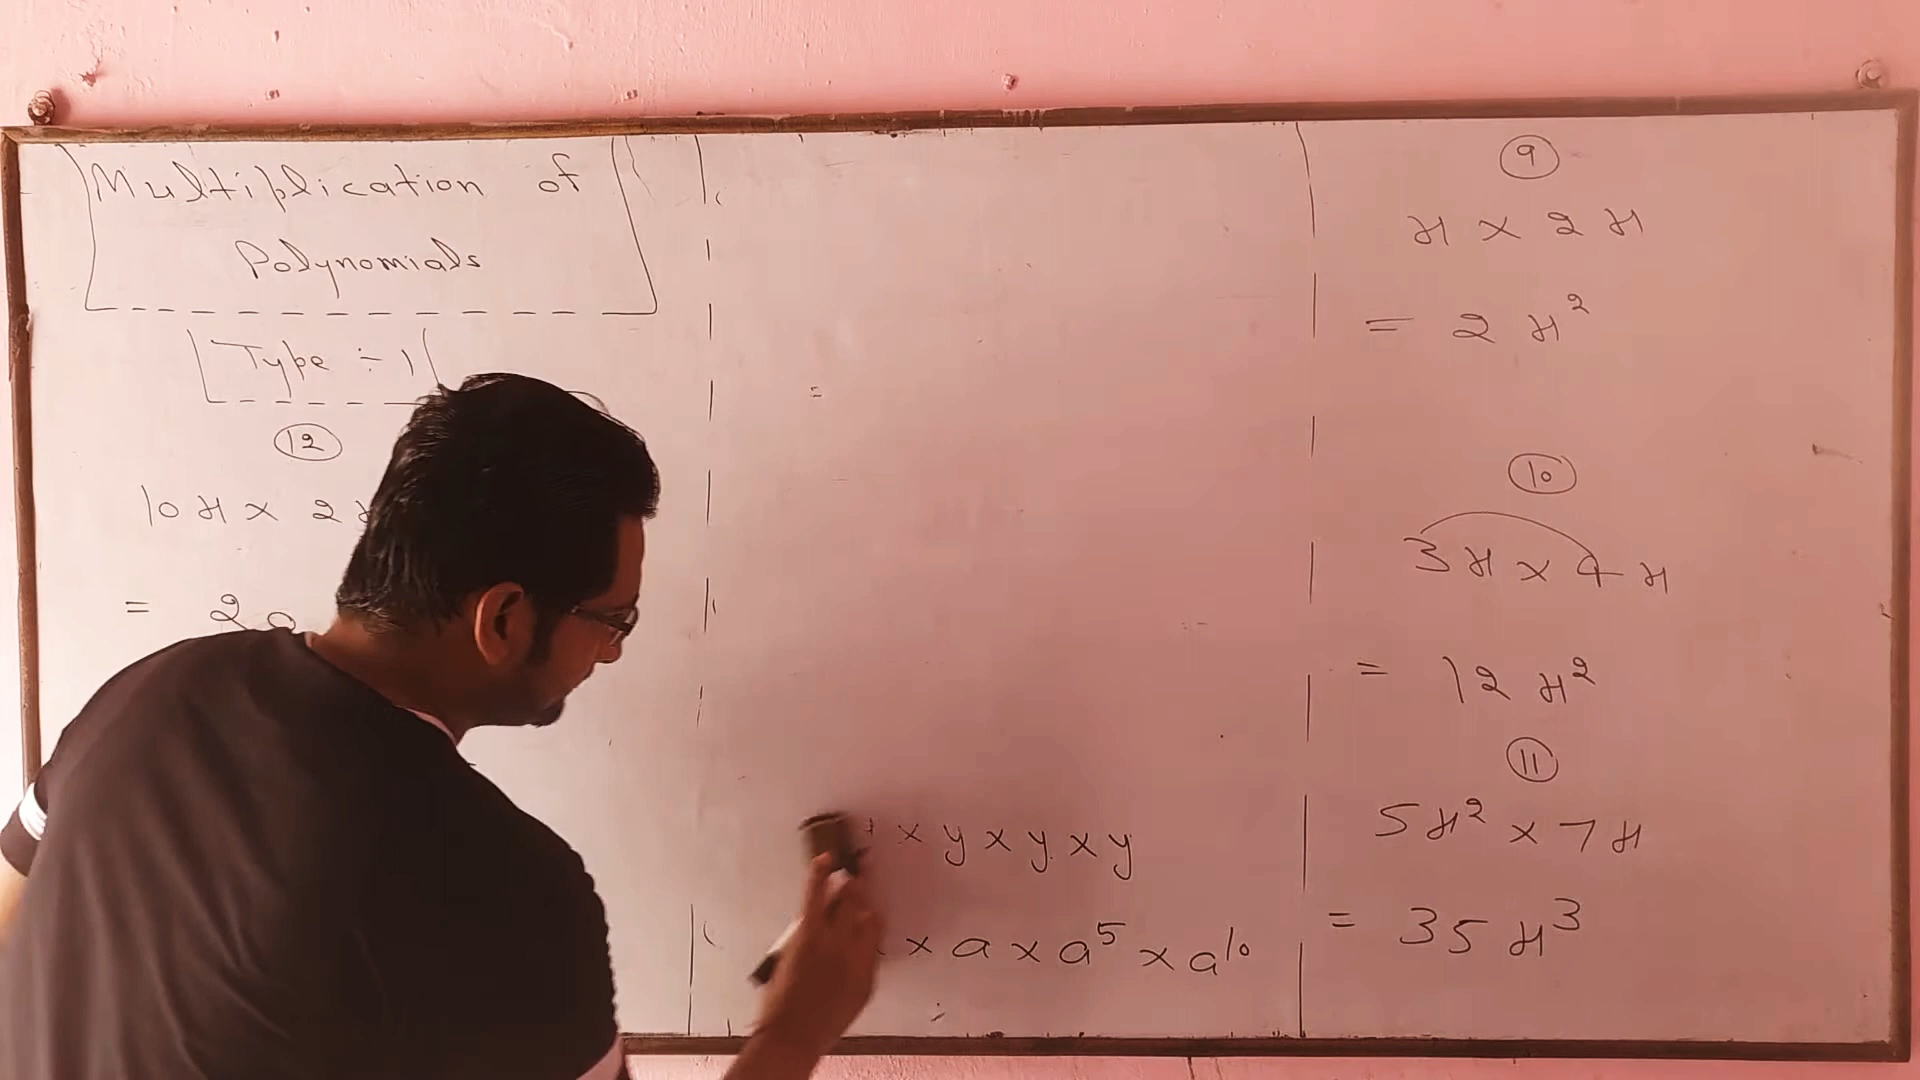 Multiplication of
Polynomials
Type ÷ 1
12
10x × 2
= 20
× y × y × y
× a × a⁵ × a¹⁰
9
x × 2x
= 2x²
10
3x × 4x
= 12x²
11
5x² × 7x
= 35x³